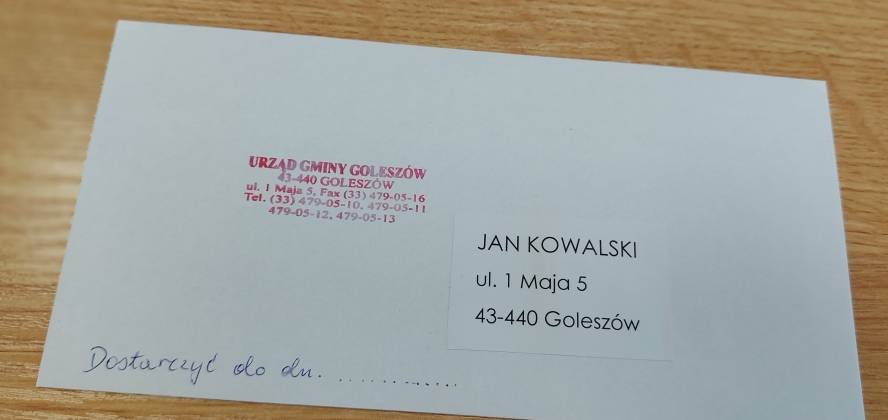 URZĄD GMINY GOLESZÓW
43-440 GOLESZÓW
ul. 1 Maja 5, Fax (33) 479-05-16
Tel. (33) 479-05-10, 479-05-11
479-05-12, 479-05-13
JAN KOWALSKI
ul. 1 Maja 5
43-440 Goleszów
Dostarczyć do dn. ...............